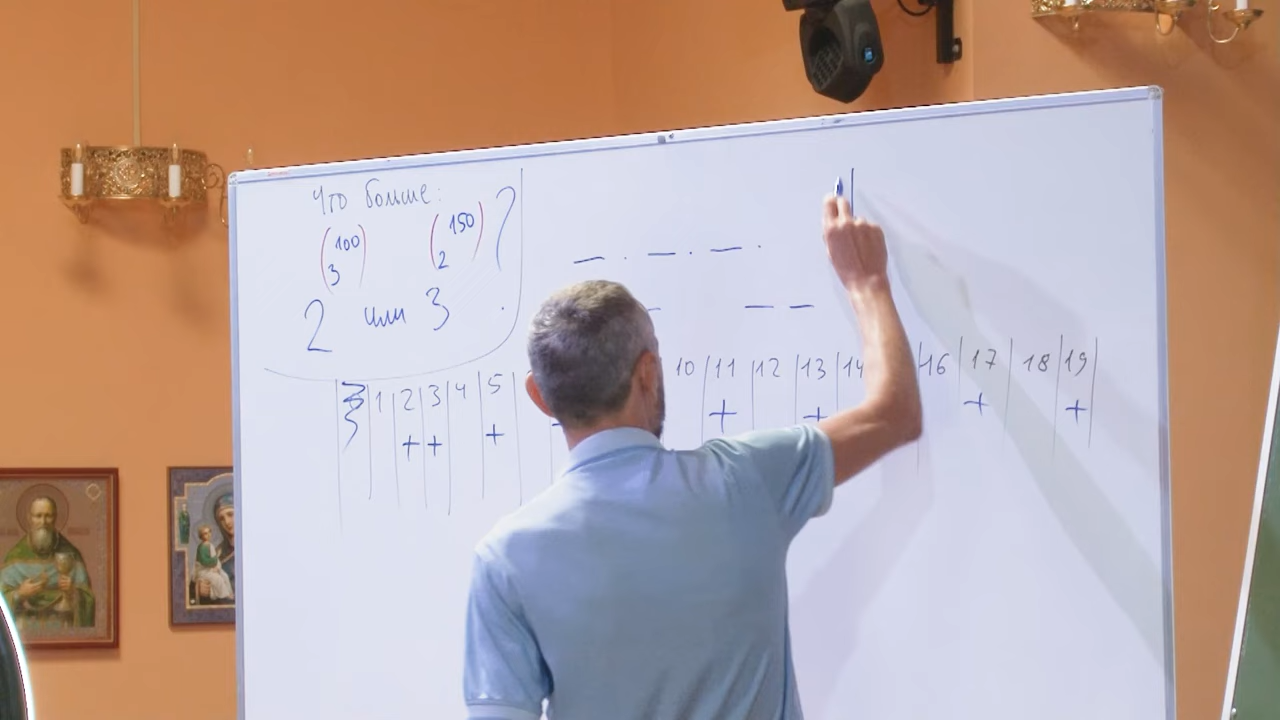 Что больше:
(3^100) (2^150) ?
2 или 3
1 2 3 4 5 10 11 12 13 14 16 17 18 19
+ + + + + + +